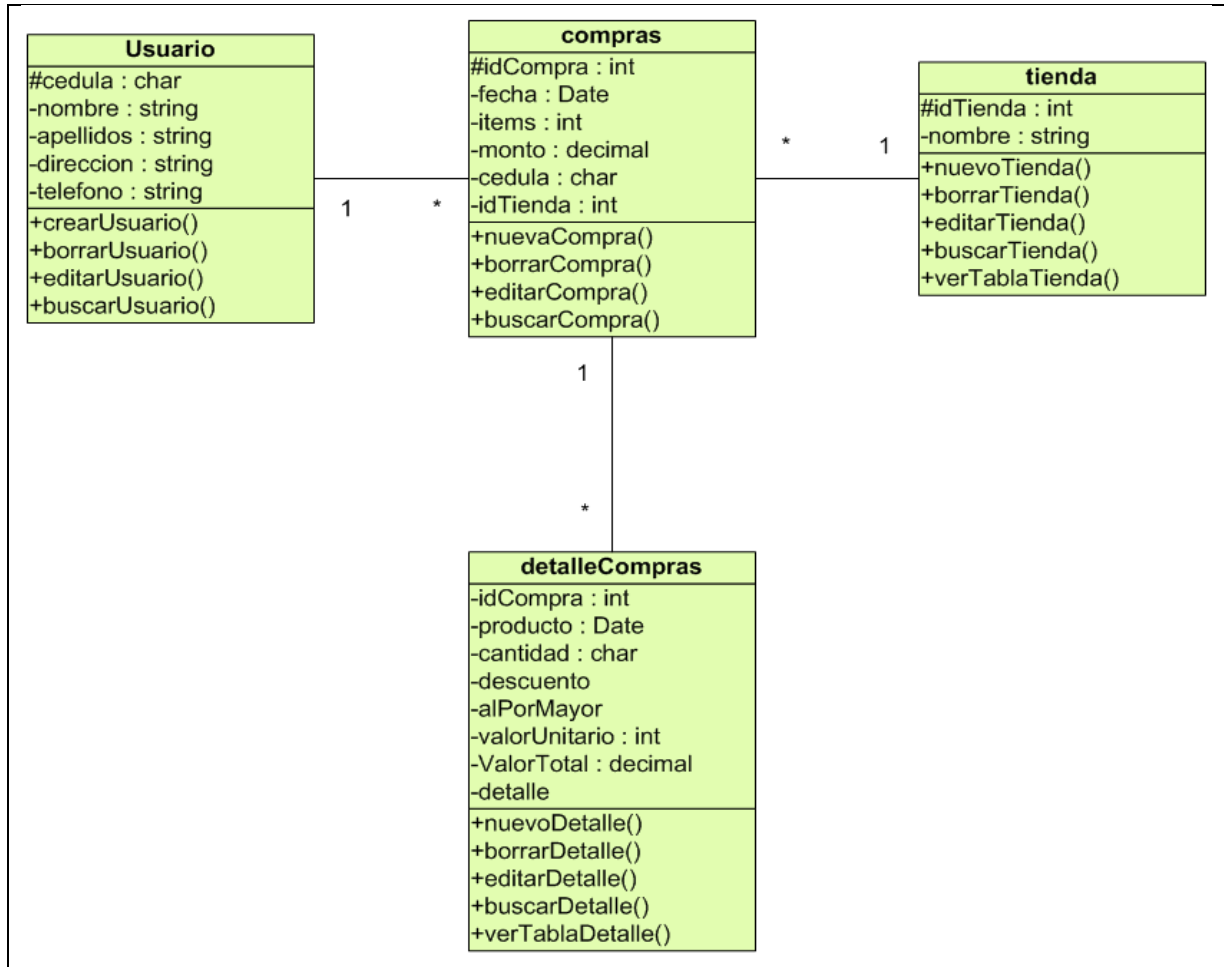 Usuario
#cedula : char
-nombre : string
-apellidos : string
-direccion : string
-telefono : string
+crearUsuario()
+borrarUsuario()
+editarUsuario()
+buscarUsuario()
1
*
compras
#idCompra : int
-fecha : Date
-items : int
-monto : decimal
-cedula : char
-idTienda : int
+nuevaCompra()
+borrarCompra()
+editarCompra()
+buscarCompra()
*
1
tienda
#idTienda : int
-nombre : string
+nuevoTienda()
+borrarTienda()
+editarTienda()
+buscarTienda()
+verTablaTienda()
1
*
detalleCompras
-idCompra : int
-producto : Date
-cantidad : char
-descuento
-alPorMayor
-valorUnitario : int
-ValorTotal : decimal
-detalle
+nuevoDetalle()
+borrarDetalle()
+editarDetalle()
+buscarDetalle()
+verTablaDetalle()